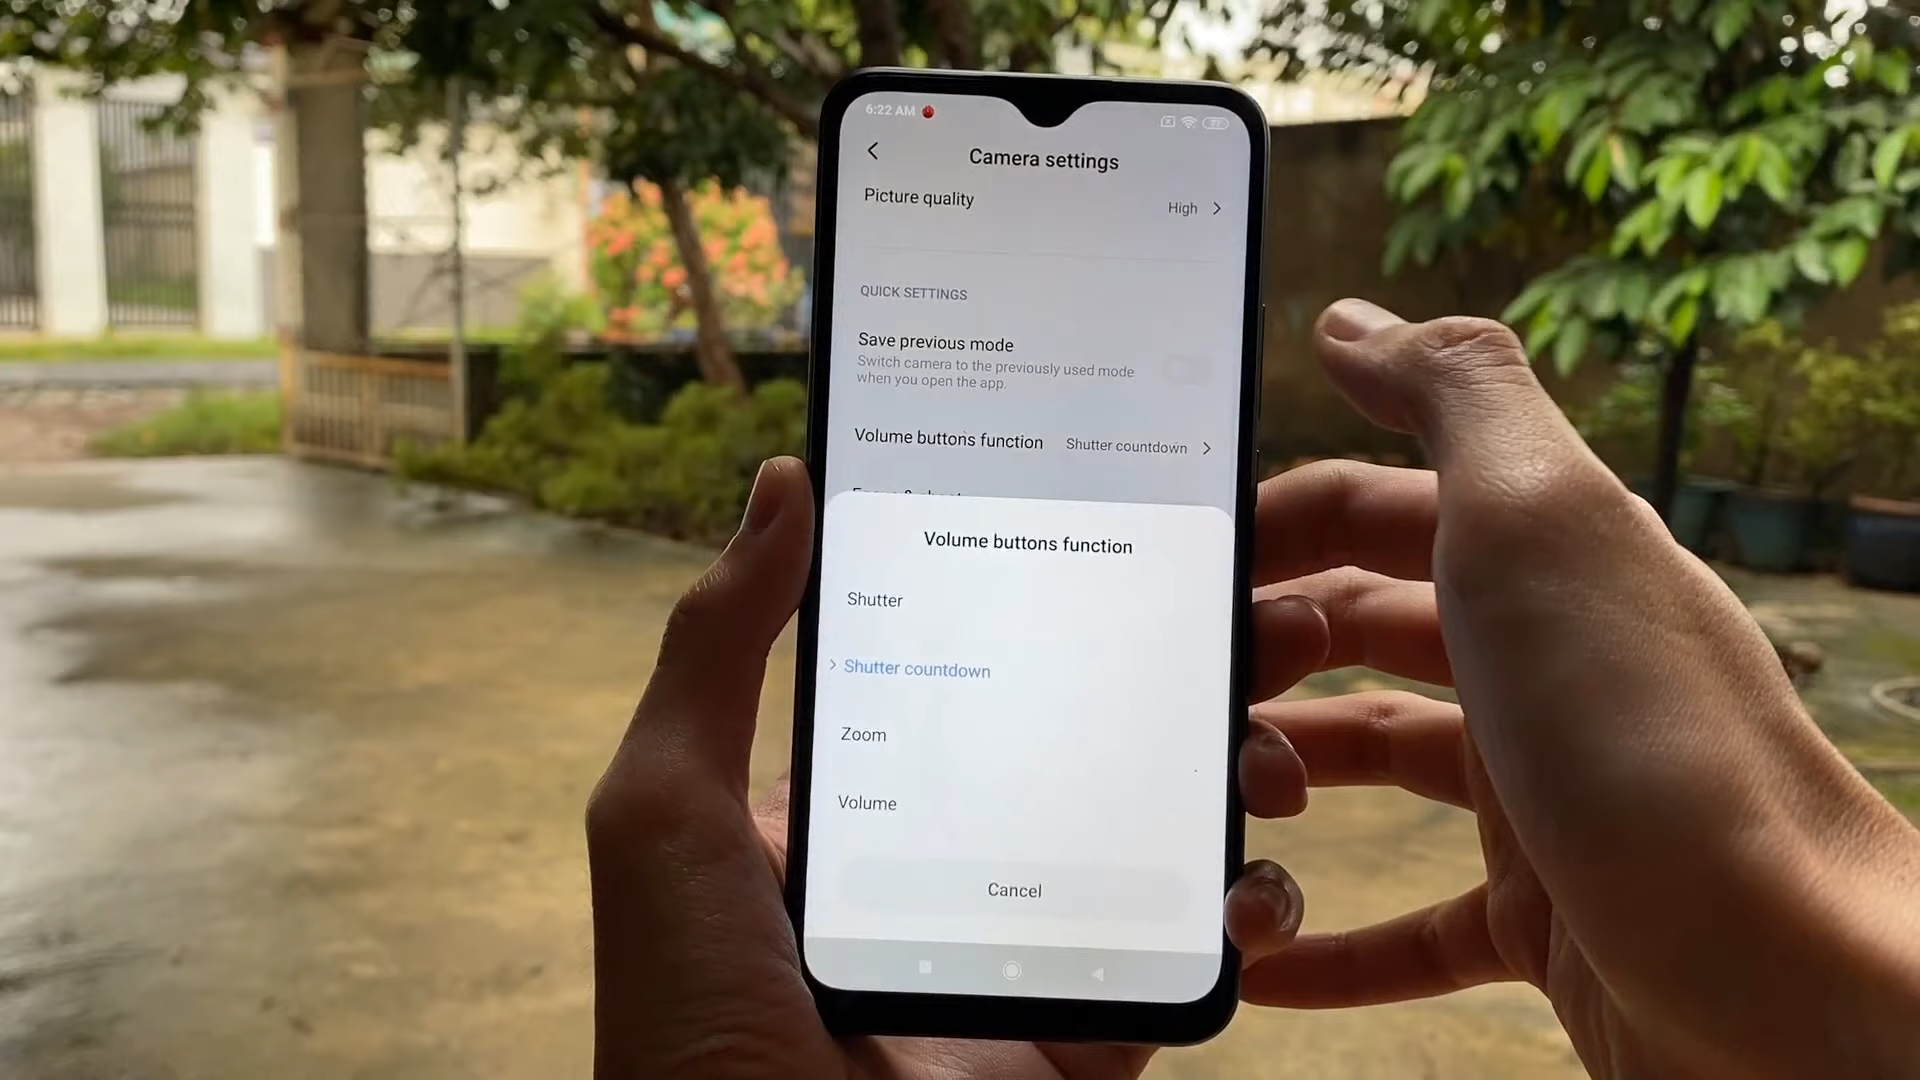 6:22 AM
Camera settings
Picture quality
High
QUICK SETTINGS
Save previous mode
Switch camera to the previously used mode
when you open the app.
Volume buttons function
Shutter countdown
Volume buttons function
Shutter
Shutter countdown
Zoom
Volume
Cancel